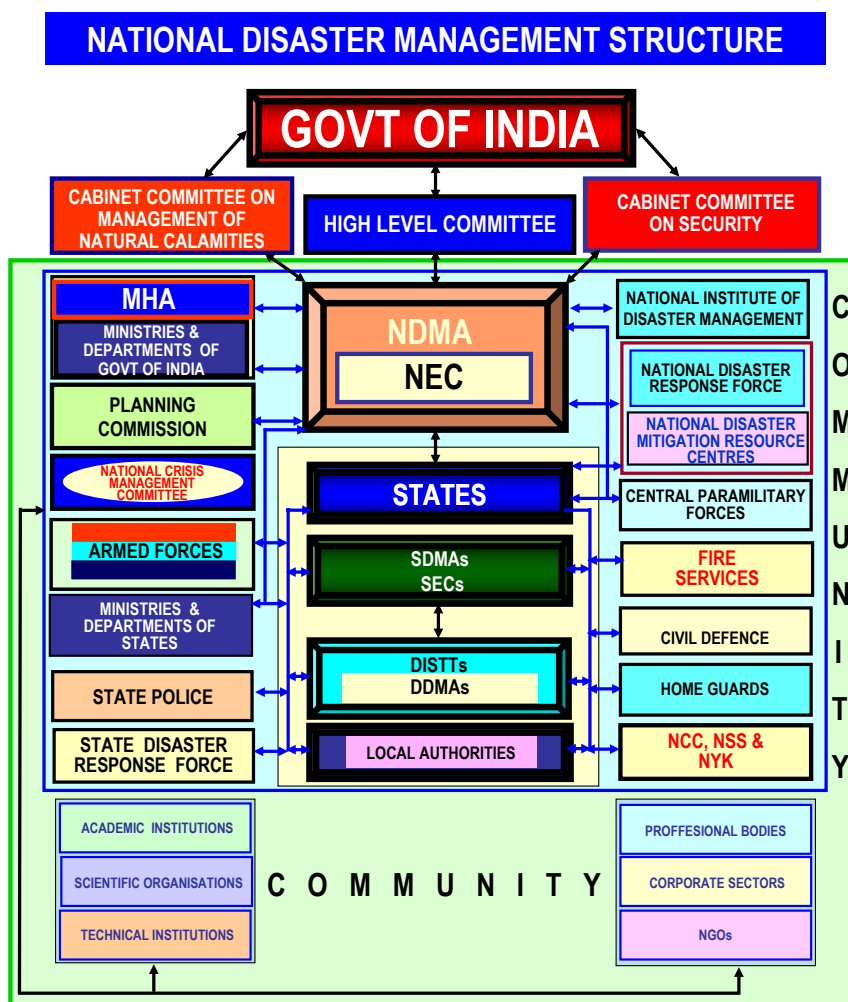 NATIONAL DISASTER MANAGEMENT STRUCTURE
GOVT OF INDIA
CABINET COMMITTEE ON
MANAGEMENT OF
NATURAL CALAMITIES
HIGH LEVEL COMMITTEE
CABINET COMMITTEE
ON SECURITY
MHA
MINISTRIES &
DEPARTMENTS OF
GOVT OF INDIA
PLANNING
COMMISSION
NATIONAL CRISIS
MANAGEMENT
COMMITTEE
ARMED FORCES
MINISTRIES &
DEPARTMENTS OF
STATES
STATE POLICE
STATE DISASTER
RESPONSE FORCE
NDMA
NEC
STATES
SDMAs
SECs
DISTTs
DDMAs
LOCAL AUTHORITIES
NATIONAL INSTITUTE OF
DISASTER MANAGEMENT
NATIONAL DISASTER
RESPONSE FORCE
NATIONAL DISASTER
MITIGATION RESOURCE
CENTRES
CENTRAL PARAMILITARY
FORCES
FIRE
SERVICES
CIVIL DEFENCE
HOME GUARDS
NCC, NSS &
NYK
C
O
M
M
U
N
I
T
Y
ACADEMIC INSTITUTIONS
SCIENTIFIC ORGANISATIONS
TECHNICAL INSTITUTIONS
C O M M U N I T Y
PROFFESIONAL BODIES
CORPORATE SECTORS
NGOs